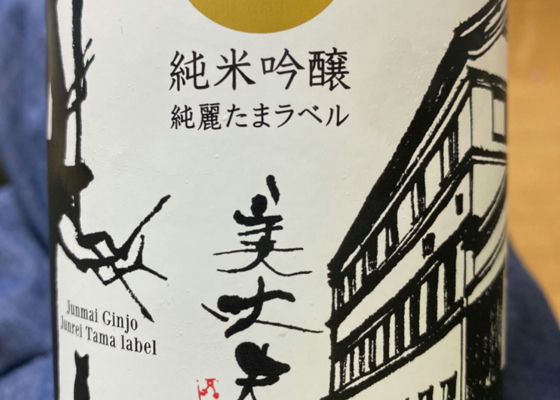 純米吟醸
純麗たまラベル
美丈夫
Junmai Ginjo
Junrei Tama label